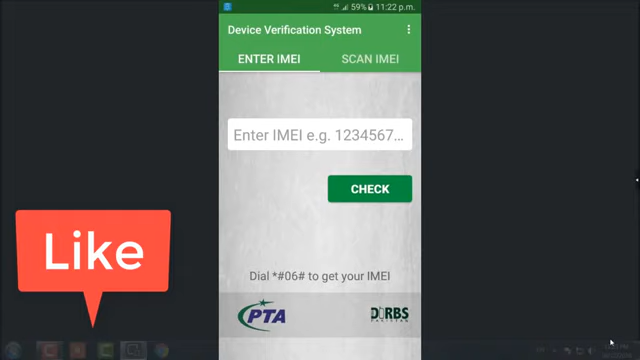 59% 11:22 p.m.
Device Verification System
ENTER IMEI
SCAN IMEI
Enter IMEI e.g. 1234567...
CHECK
Like
Dial *#06# to get your IMEI
PTA
DIRBS
PAKISTAN